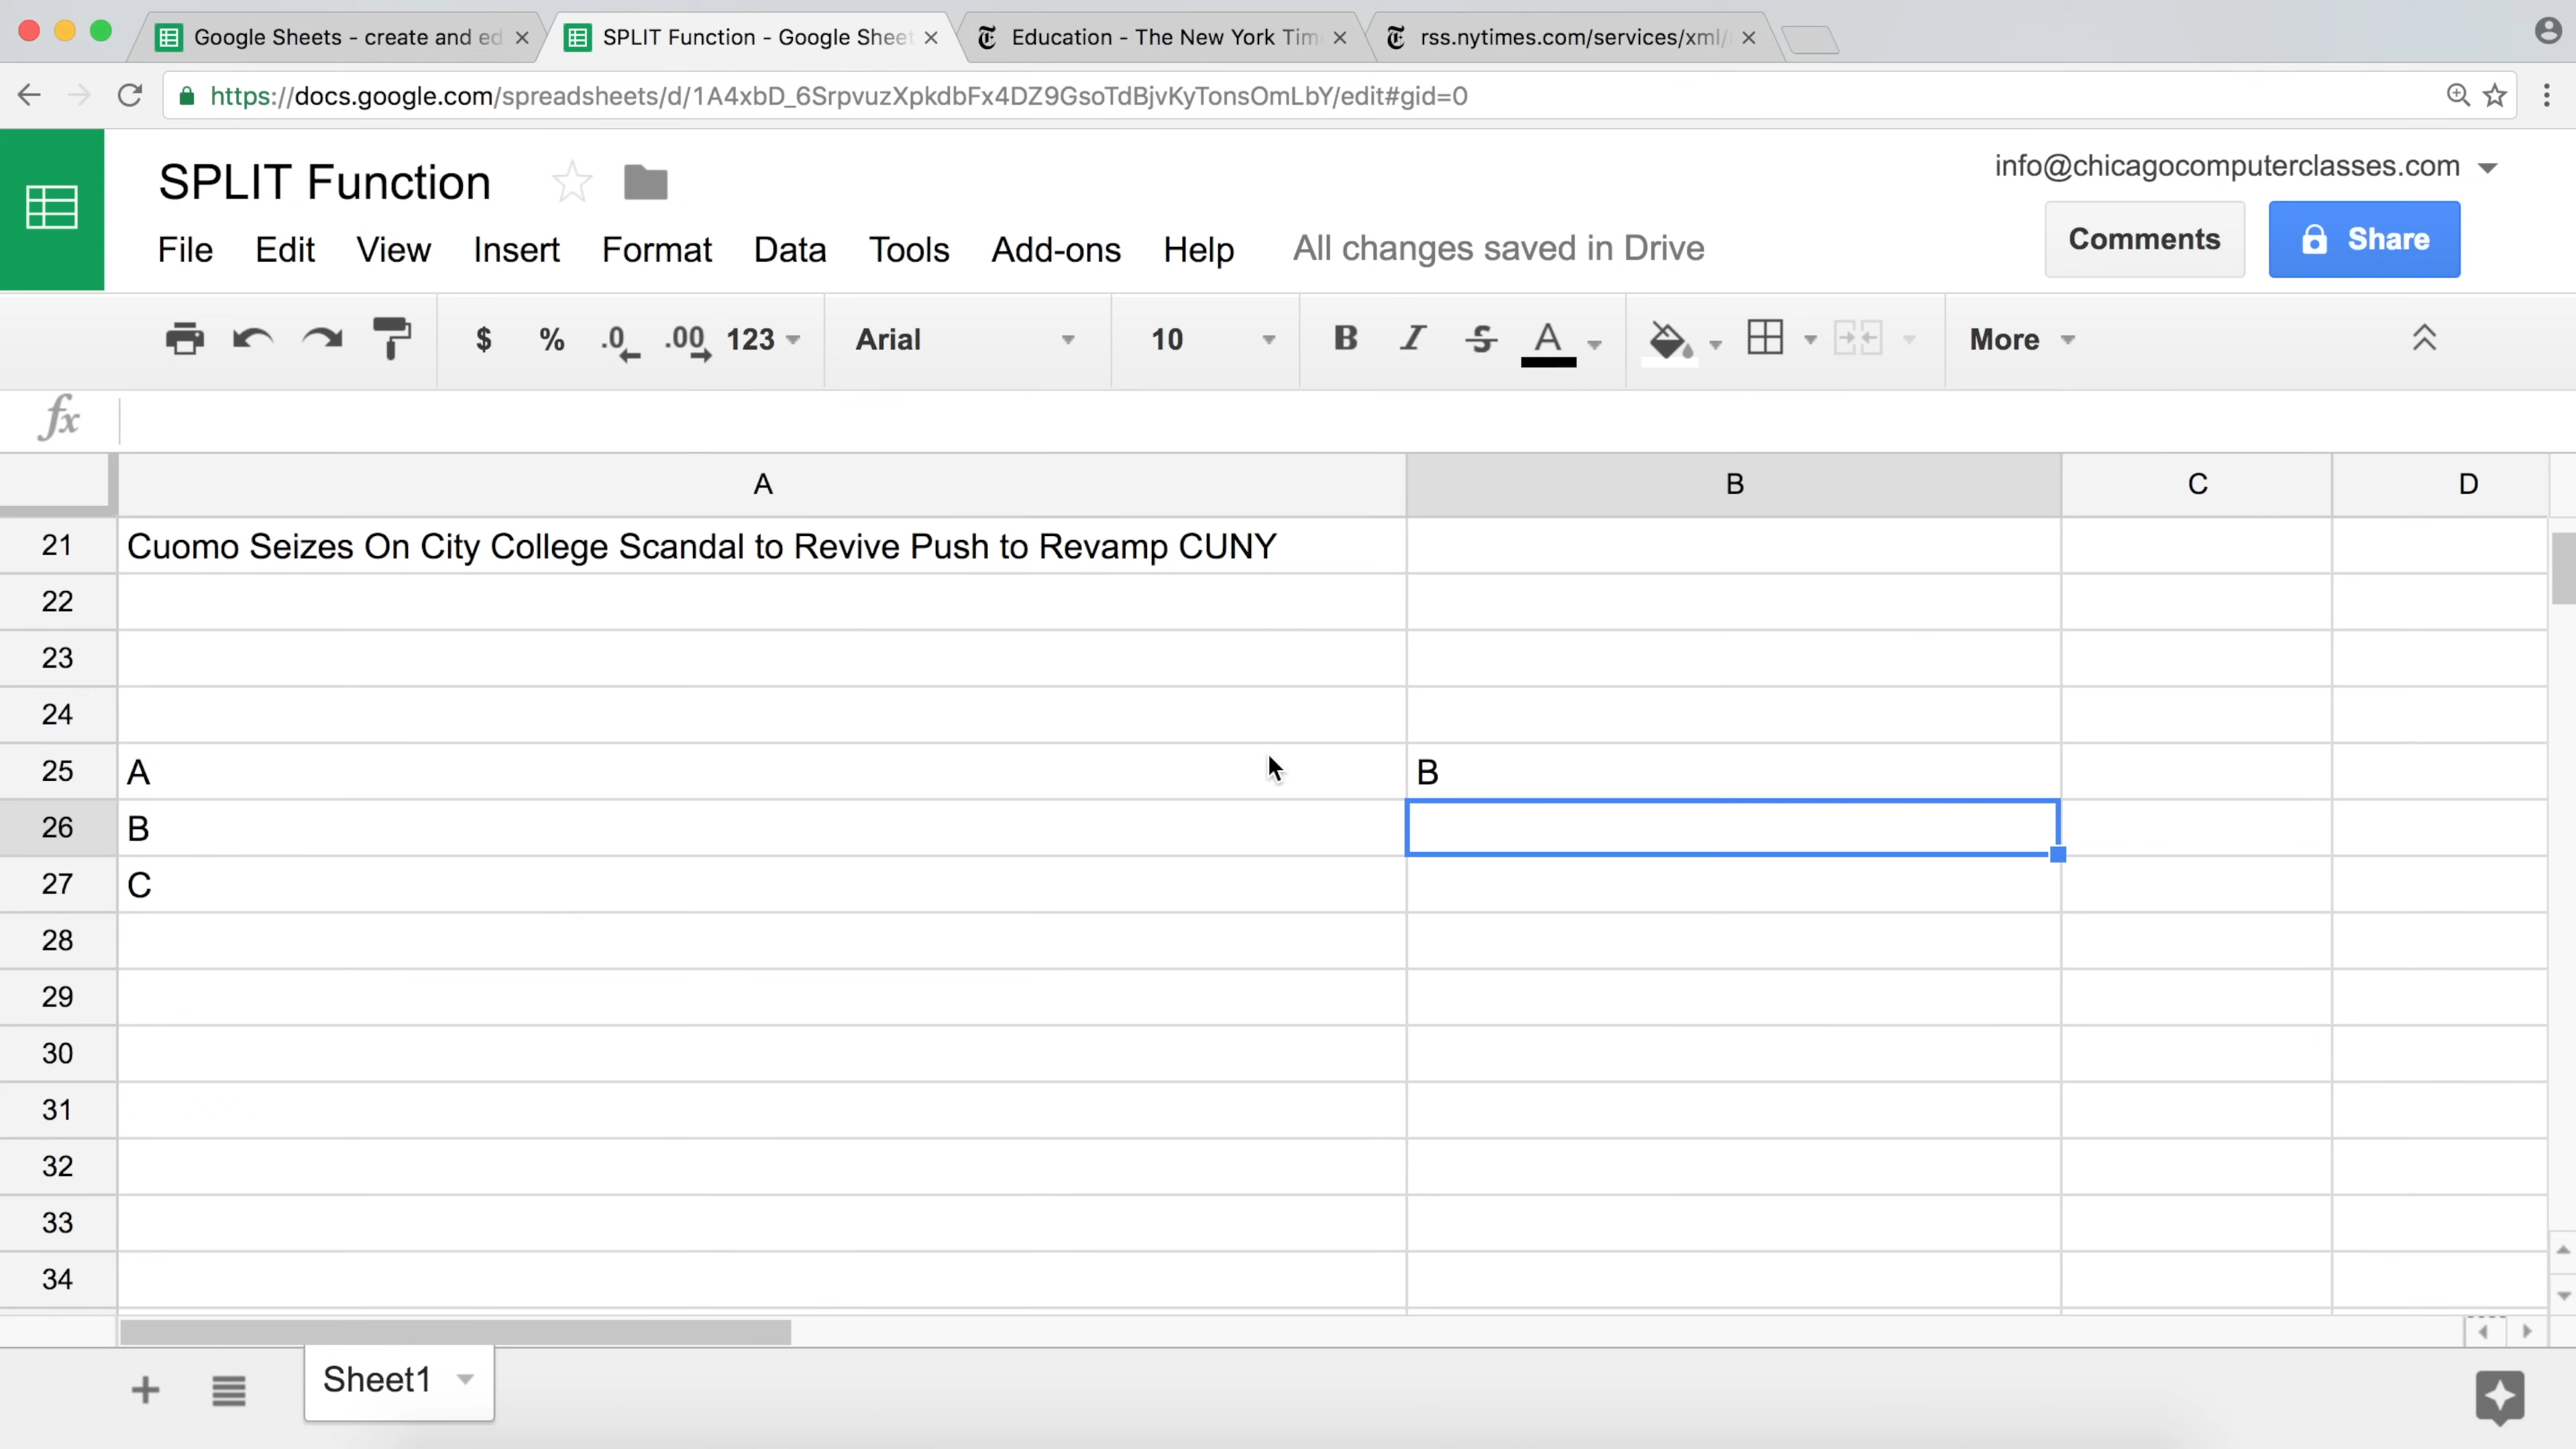 Google Sheets - create and ed
SPLIT Function - Google Sheet
Education - The New York Tim
rss.nytimes.com/services/xml/
https://docs.google.com/spreadsheets/d/1A4xbD_6SrpvuzXpkdbFx4DZ9GsoTdBjvKyTonsOmLbY/edit#gid=0
SPLIT Function
info@chicagocomputerclasses.com
File Edit View Insert Format Data Tools Add-ons Help All changes saved in Drive
Comments
Share
$ % .0 .00 123 Arial 10 B I S A More
fx
A B C D
21 Cuomo Seizes On City College Scandal to Revive Push to Revamp CUNY
22
23
24
25 A B
26 B
27 C
28
29
30
31
32
33
34
Sheet1